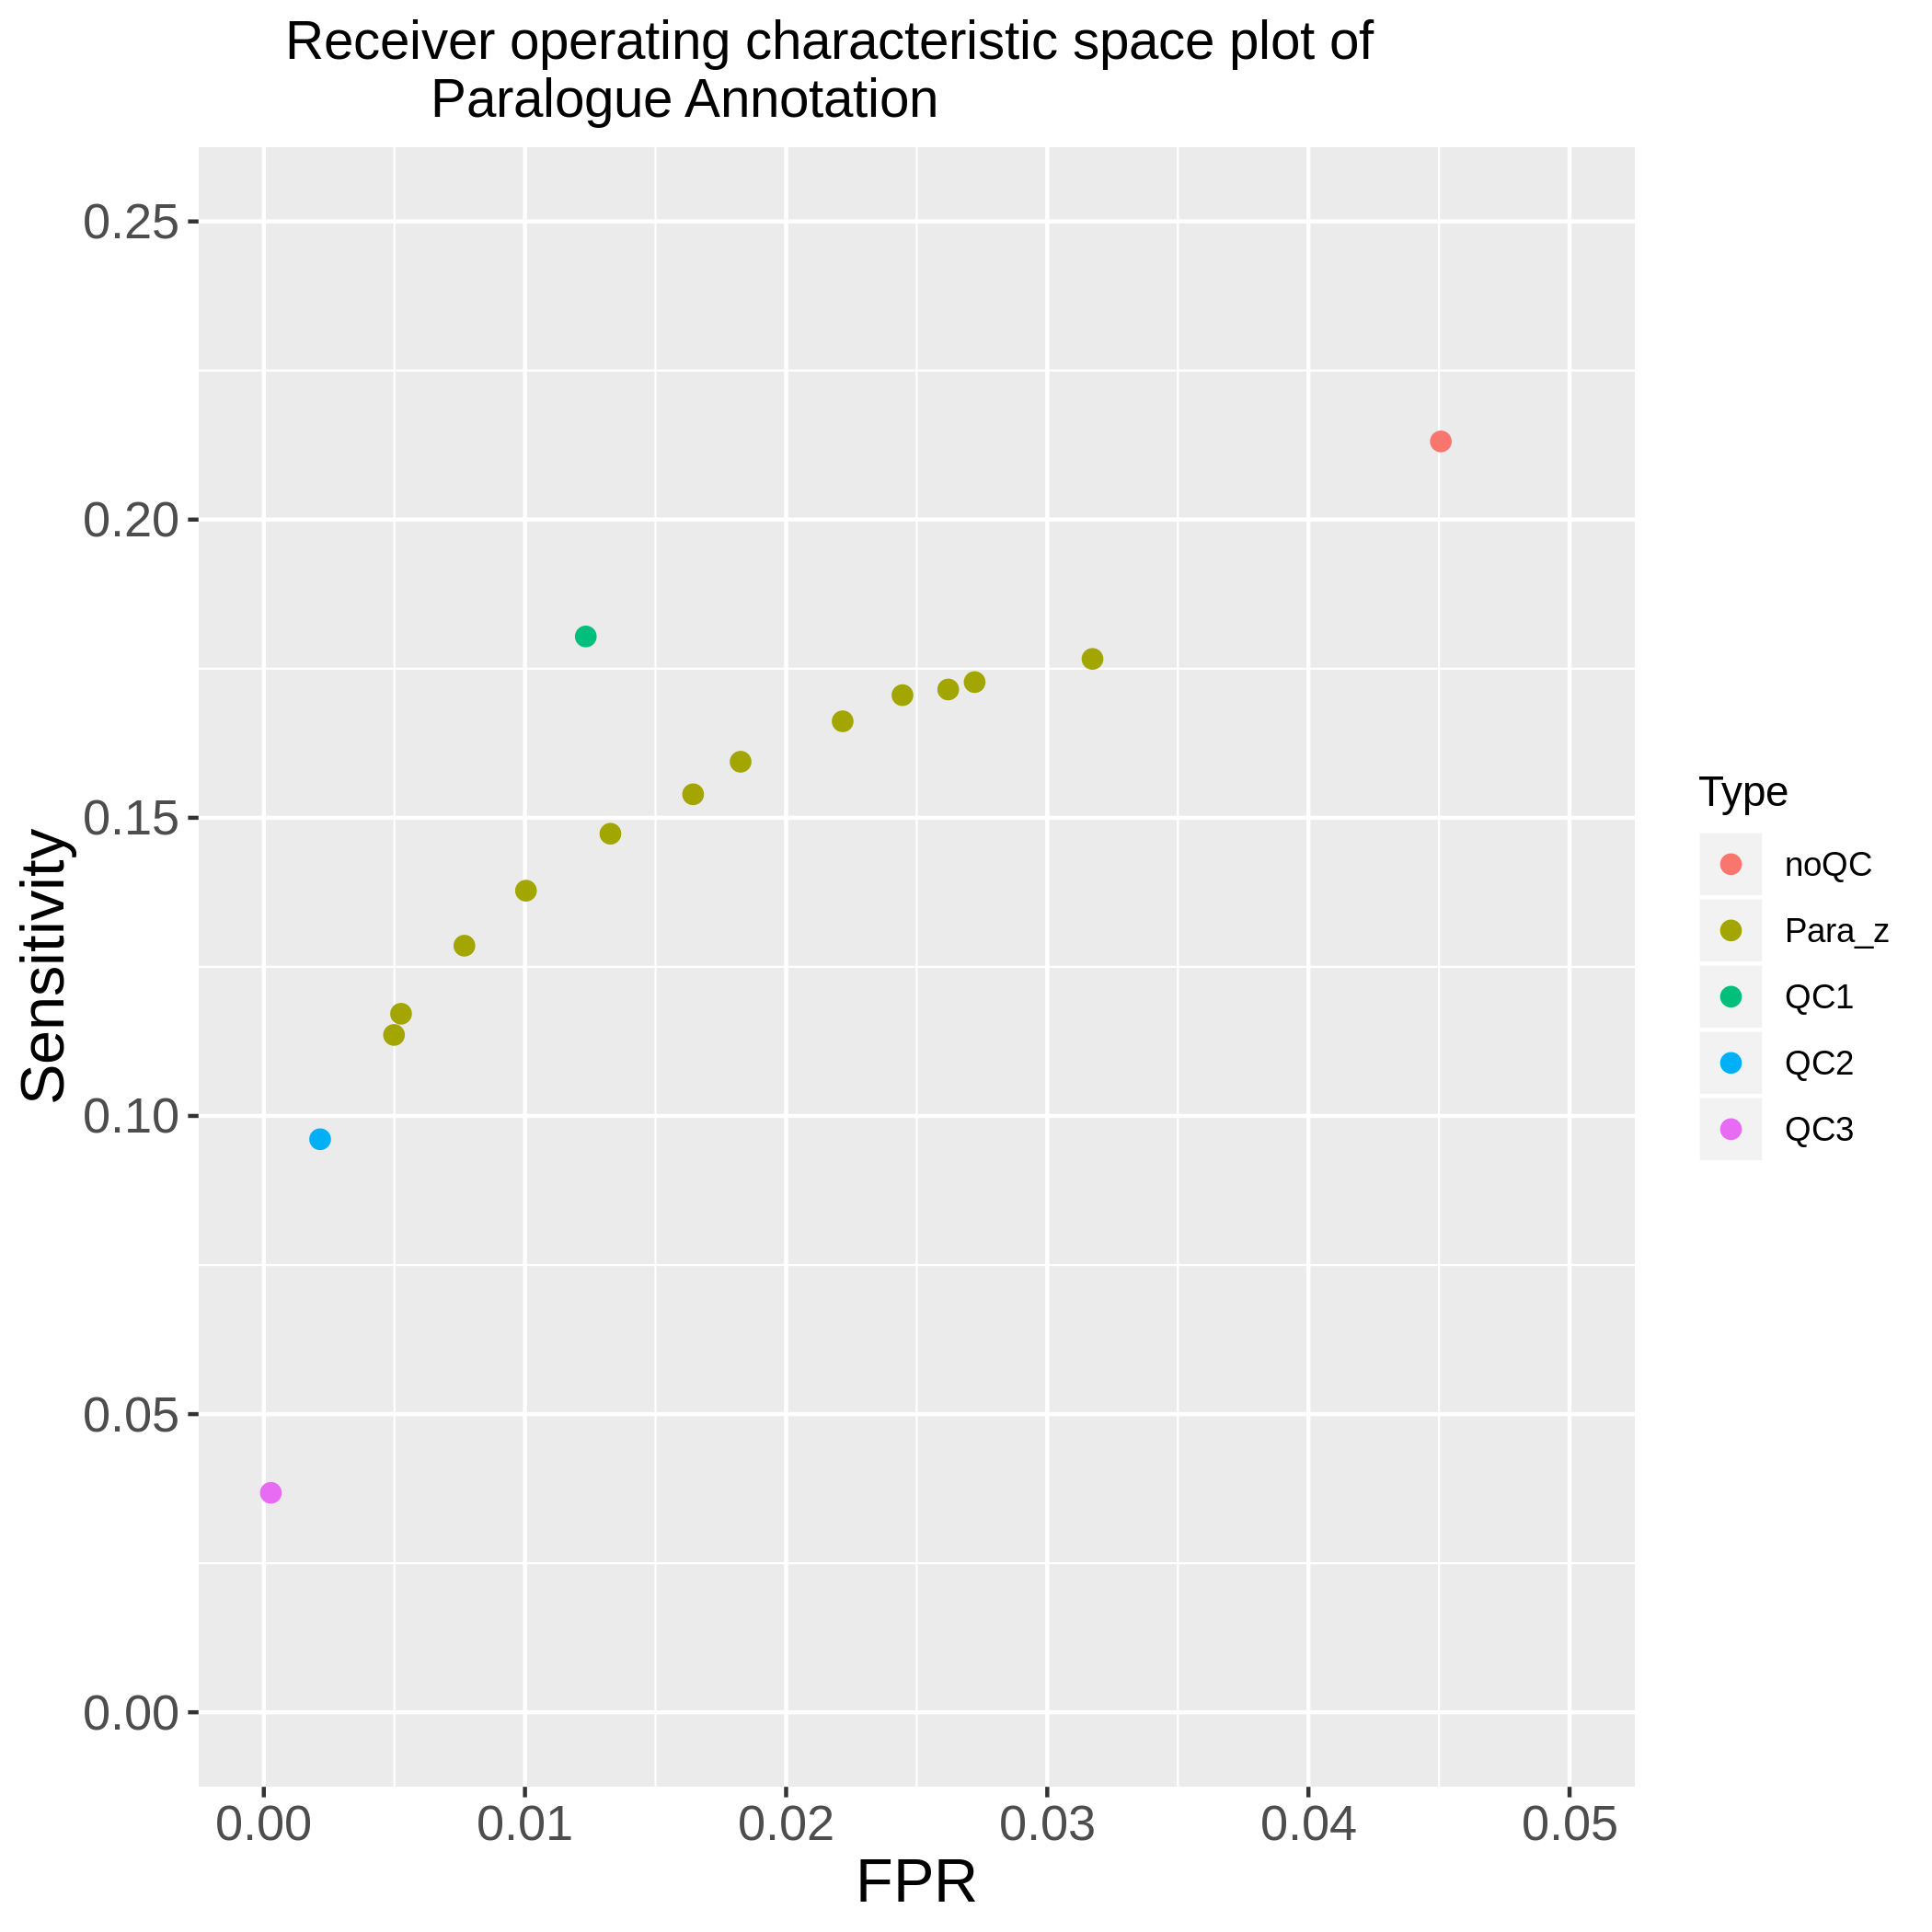 Receiver operating characteristic space plot of
Paralogue Annotation
Sensitivity
0.25
0.20
0.15
0.10
0.05
0.00
0.00 0.01 0.02 0.03 0.04 0.05
FPR
Type
noQC
Para_z
QC1
QC2
QC3